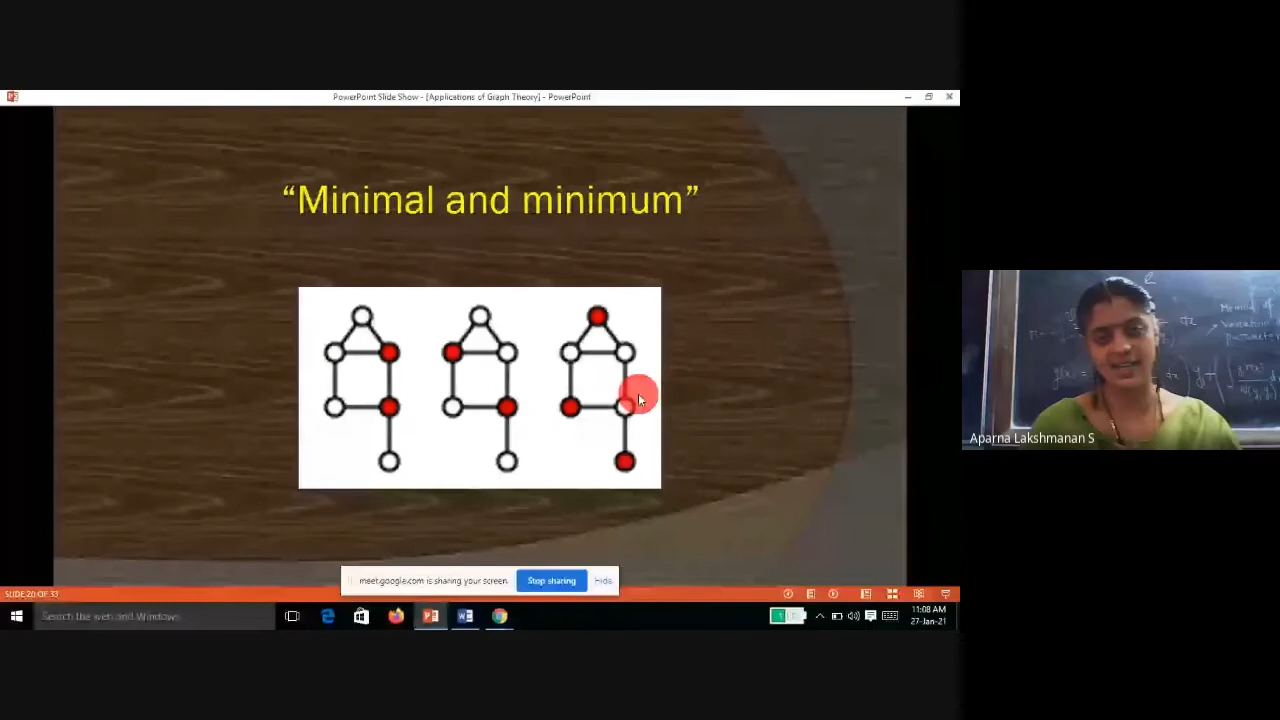 PowerPoint Slide Show - [Applications of Graph Theory] - PowerPoint
“Minimal and minimum”
Aparna Lakshmanan S
meet.google.com is sharing your screen.
Stop sharing
Hide
SLIDE 20 OF 33
Search the web and Windows
11:08 AM
27-Jan-21